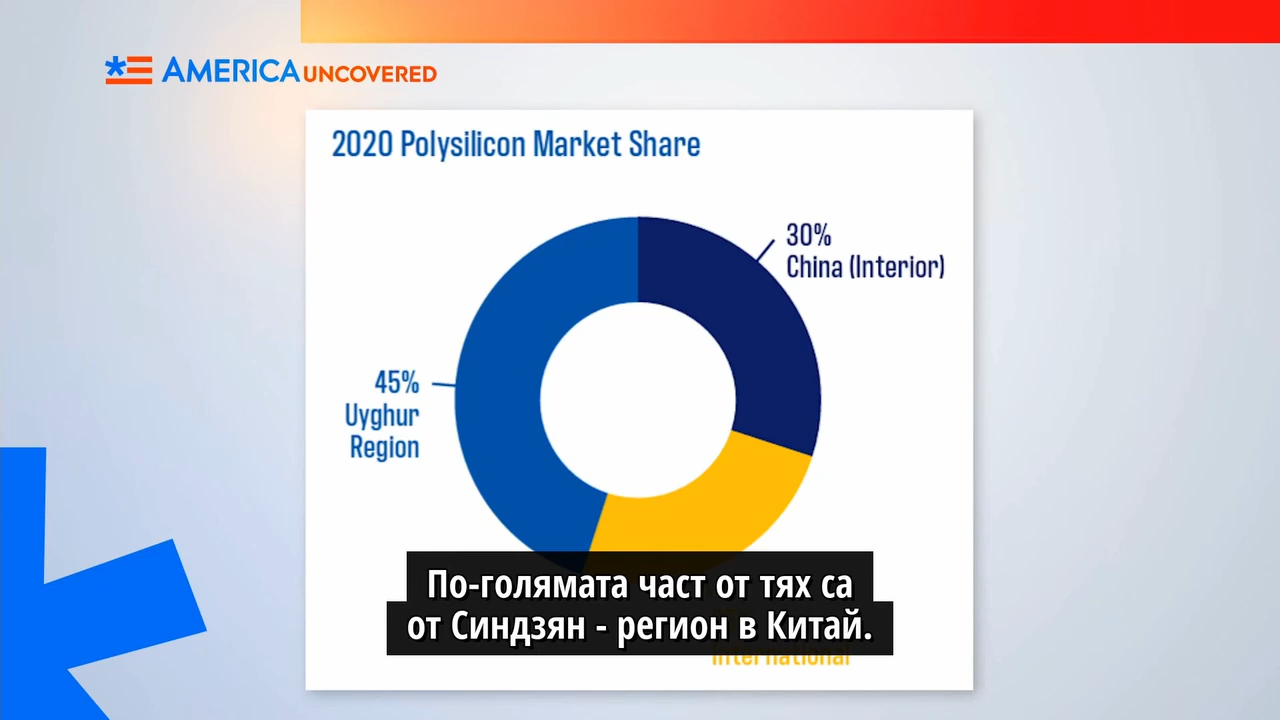 AMERICA UNCOVERED
2020 Polysilicon Market Share
30%
China (Interior)
45%
Uyghur
Region
По-голямата част от тях са
от Синдзян - регион в Китай.
International